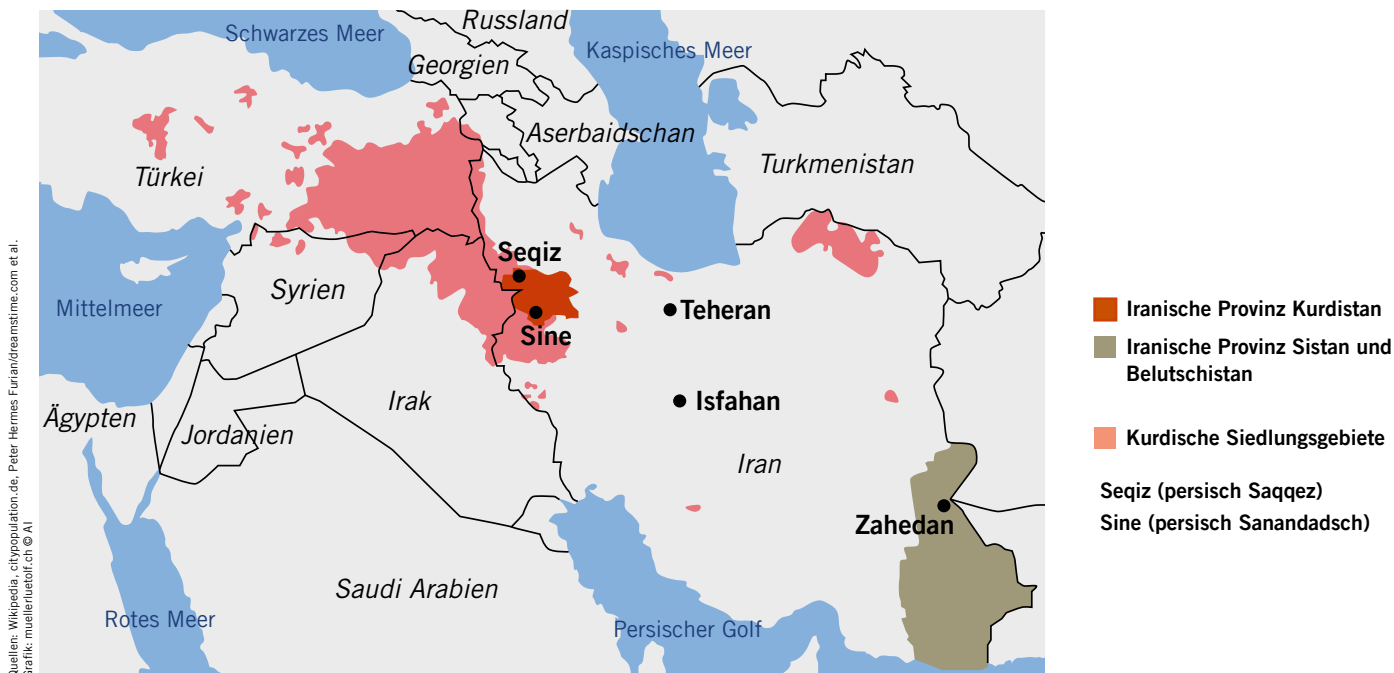 Russland
Schwarzes Meer
Kaspisches Meer
Georgien
Aserbaidschan
Turkmenistan
Türkei
Seqiz
Syrien
Mittelmeer
Teheran
Sine
Irak
Isfahan
Ägypten
Jordanien
Iran
Zahedan
Saudi Arabien
Rotes Meer
Persischer Golf
Iranische Provinz Kurdistan
Iranische Provinz Sistan und
Belutschistan
Kurdische Siedlungsgebiete
Seqiz (persisch Saqqez)
Sine (persisch Sanandadsch)
Quellen: Wikipedia, citypopulation.de, Peter Hermes Furian/dreamstime.com et al.
Grafik: muellerluetolf.ch © AI